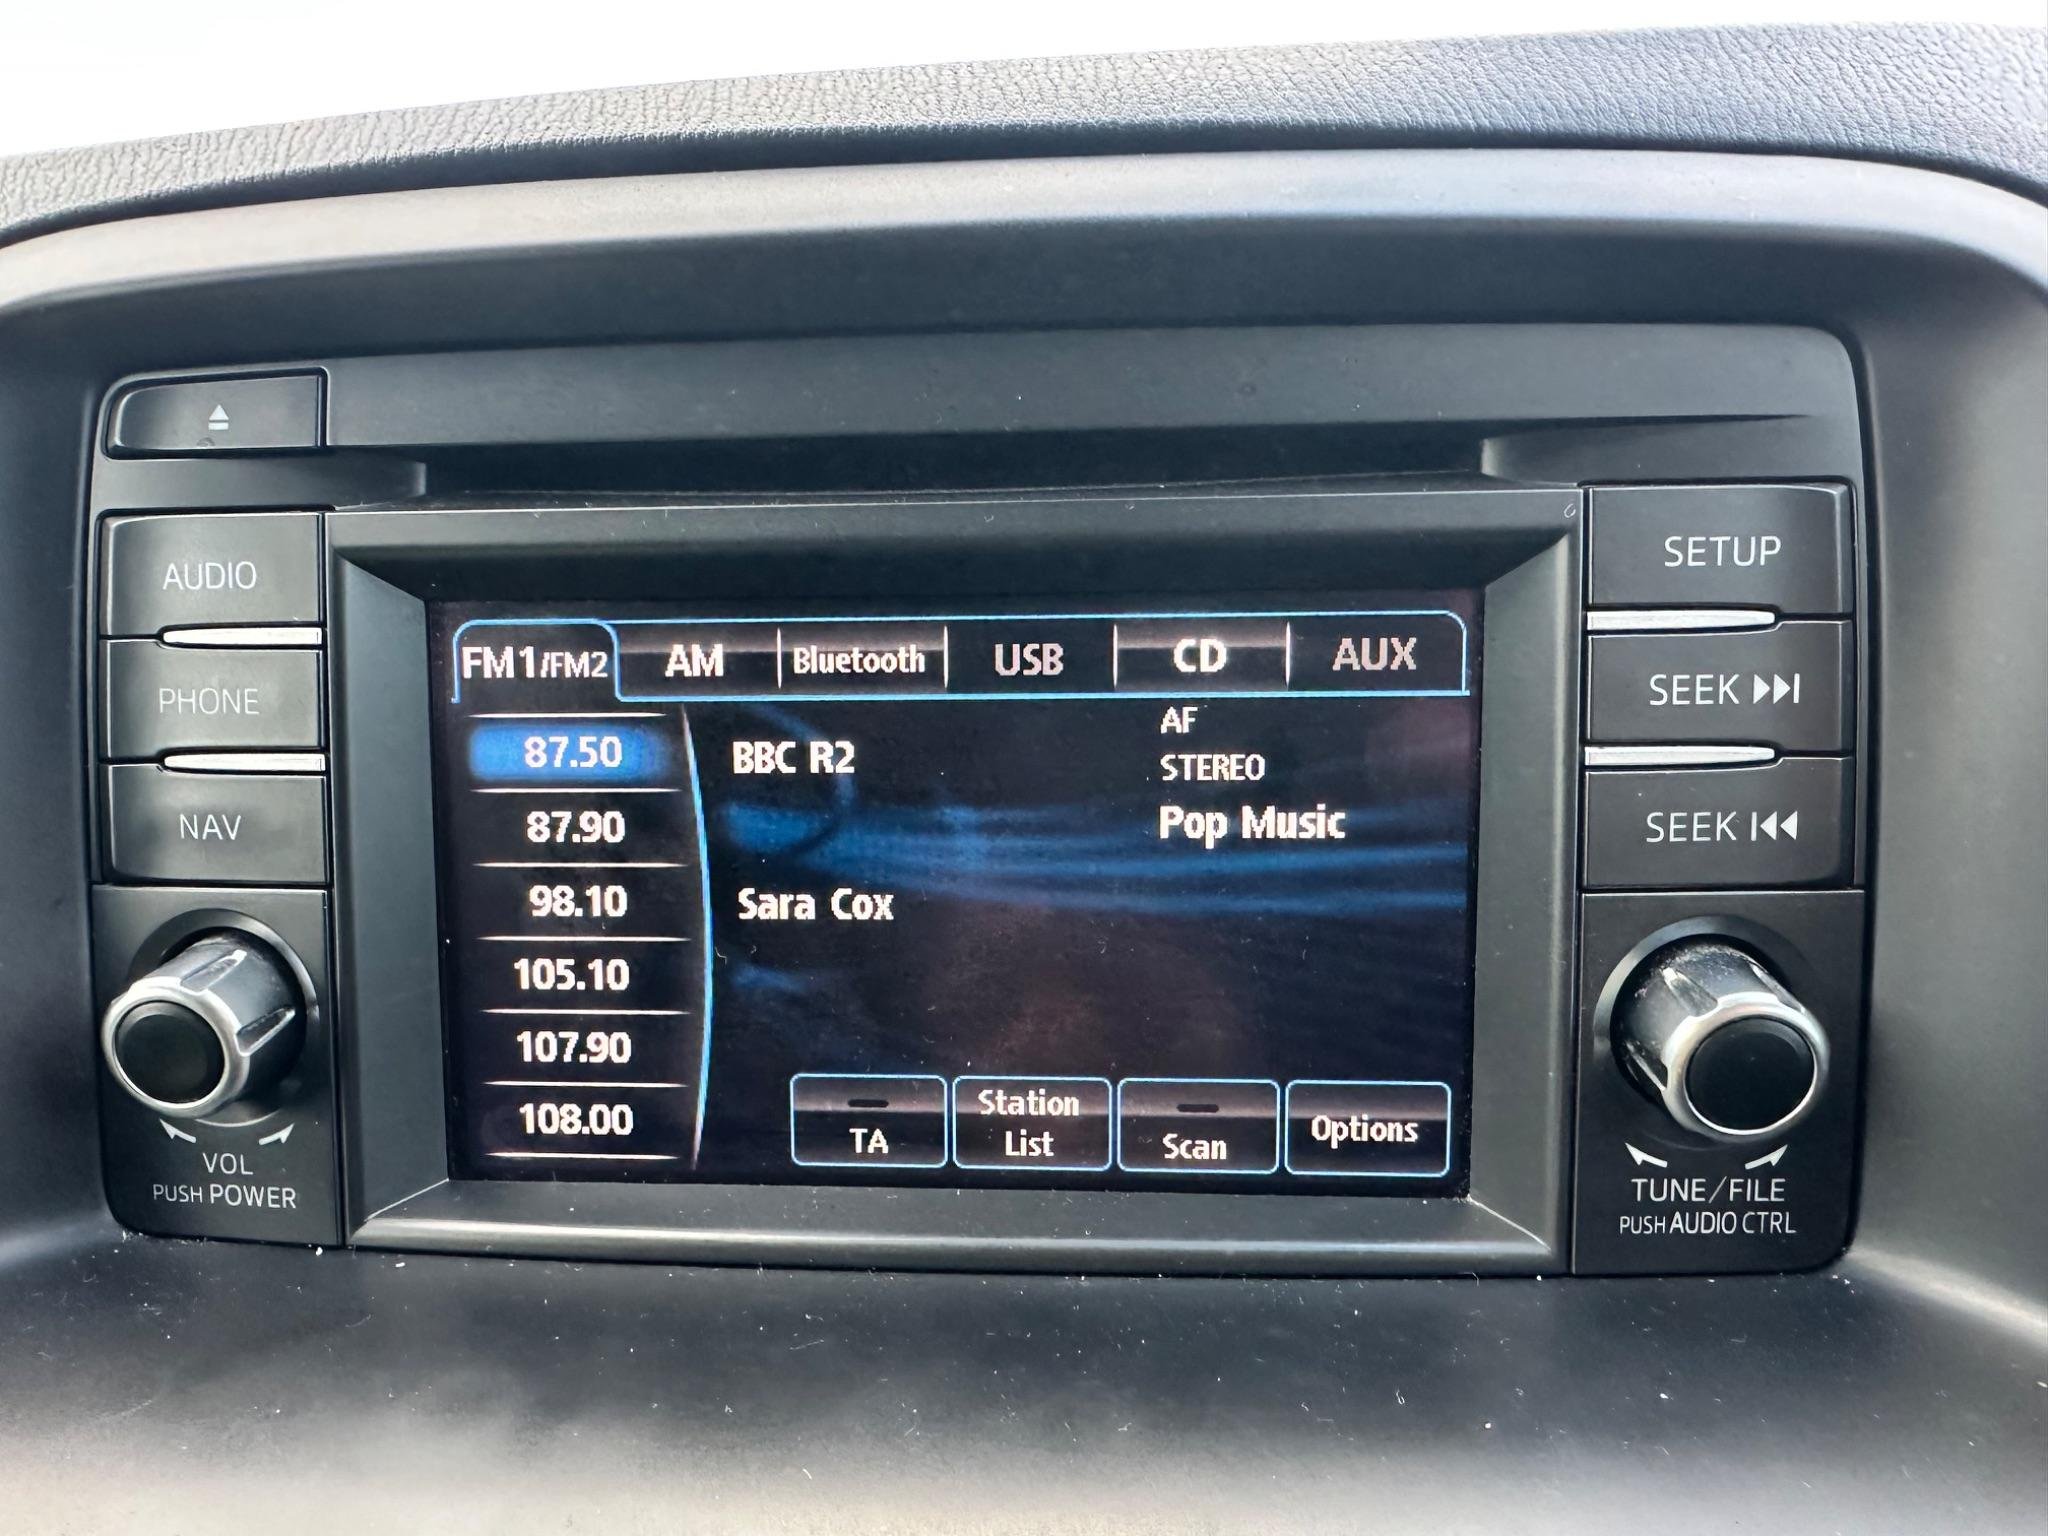 AUDIO
PHONE
NAV
VOL
PUSH POWER
FM1/FM2 AM Bluetooth USB CD AUX
87.50
87.90
98.10
105.10
107.90
108.00
BBC R2
AF
STEREO
Pop Music
Sara Cox
TA
Station
List
Scan
Options
SETUP
SEEK
SEEK
TUNE/FILE
PUSH AUDIO CTRL